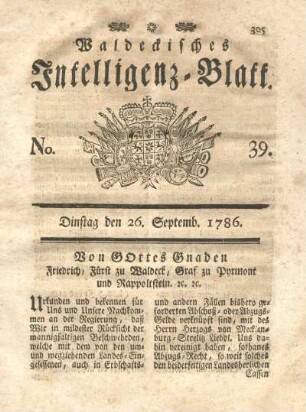 305
Waldeckisches
Intelligenz-Blatt.
No. 39.
Dinstag den 26. Septemb. 1786.
Von GOttes Gnaden
Friedrich, Fürst zu Waldeck, Graf zu Pyrmont
und Rappolstein. ꝛc. ꝛc.
Urkunden und bekennen für
Uns und Unsere Nachkom-
men an der Regierung, daß
Wir in mildester Rücksicht der
mannigfaltigen Beschwerden,
welche mit dem von den um-
und wegziehenden Landes-Ein-
gesessenen, auch in Erbschafts-
und andern Fällen bishero ge-
forderten Abschoß- oder Abzugs-
Gelde verknüpft sind, mit des
Herrn Herzogs von Mecklen-
burg-Strelitz Liebd. Uns da-
hin vereinigt haben, sothanes
Abzugs-Recht, so weit solches
den beiderseitigen Landesherrlichen
Cassen